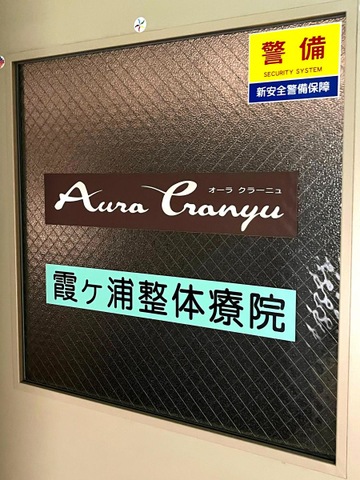 警備
SECURITY SYSTEM
新安全警備保障
オーラ クラーニュ
Aura Cranyu
霞ヶ浦整体療院